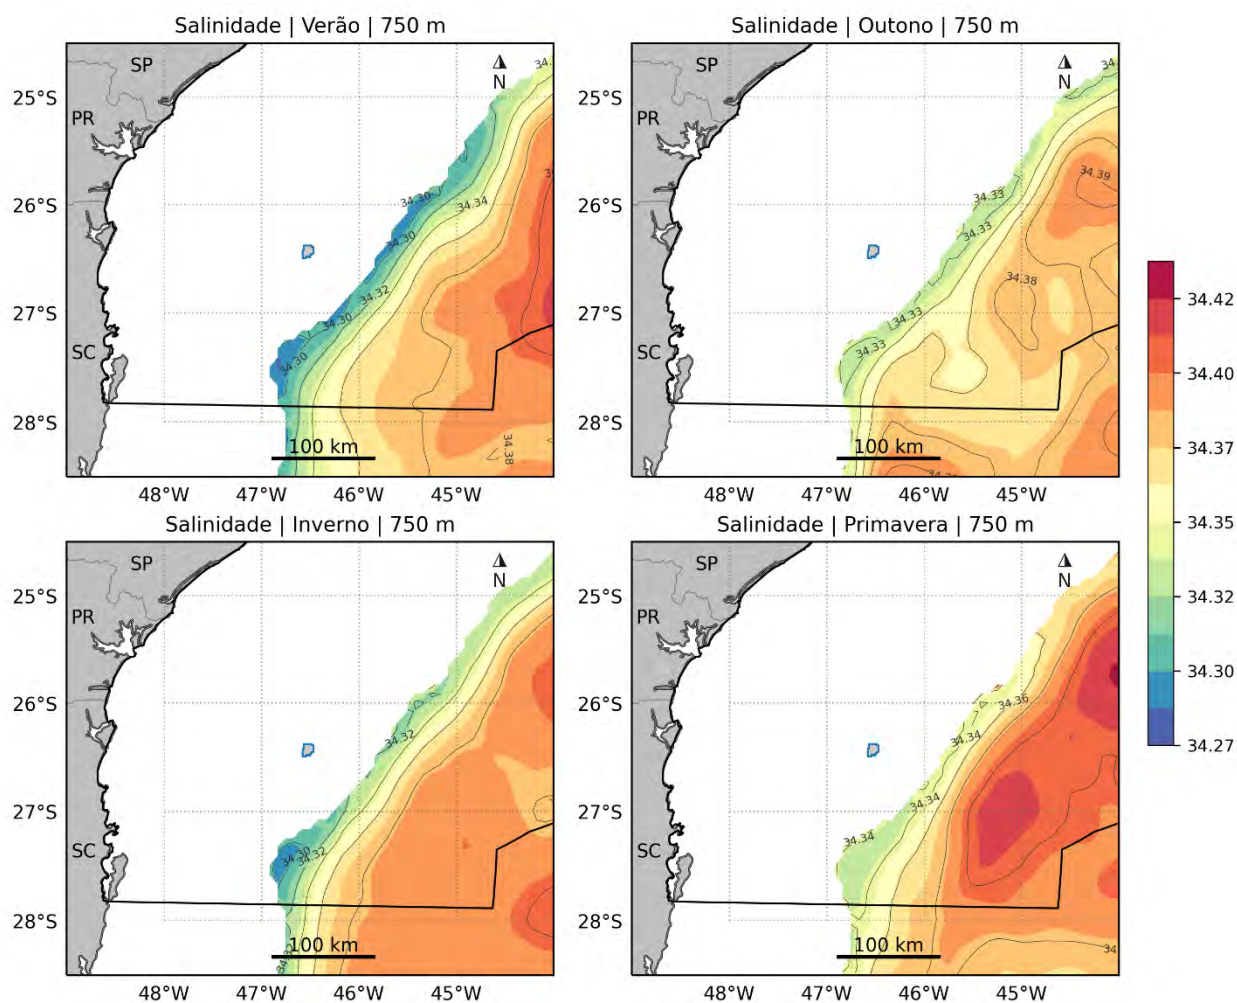 Salinidade | Verão | 750 m
SP
PR
SC
N
25°S
26°S
27°S
28°S
34.30
34.34
34.30
34.32
34.30
34.30
34.38
100 km
48°W
47°W
46°W
45°W
Salinidade | Outono | 750 m
SP
PR
SC
N
25°S
26°S
27°S
28°S
34.39
34.33
34.33
34.38
34.33
34.33
100 km
48°W
47°W
46°W
45°W
Salinidade | Inverno | 750 m
SP
PR
SC
N
25°S
26°S
27°S
28°S
34.32
34.30
34.32
100 km
48°W
47°W
46°W
45°W
Salinidade | Primavera | 750 m
SP
PR
SC
N
25°S
26°S
27°S
28°S
34.36
34.34
34.34
34.34
100 km
48°W
47°W
46°W
45°W
34.42
34.40
34.37
34.35
34.32
34.30
34.27